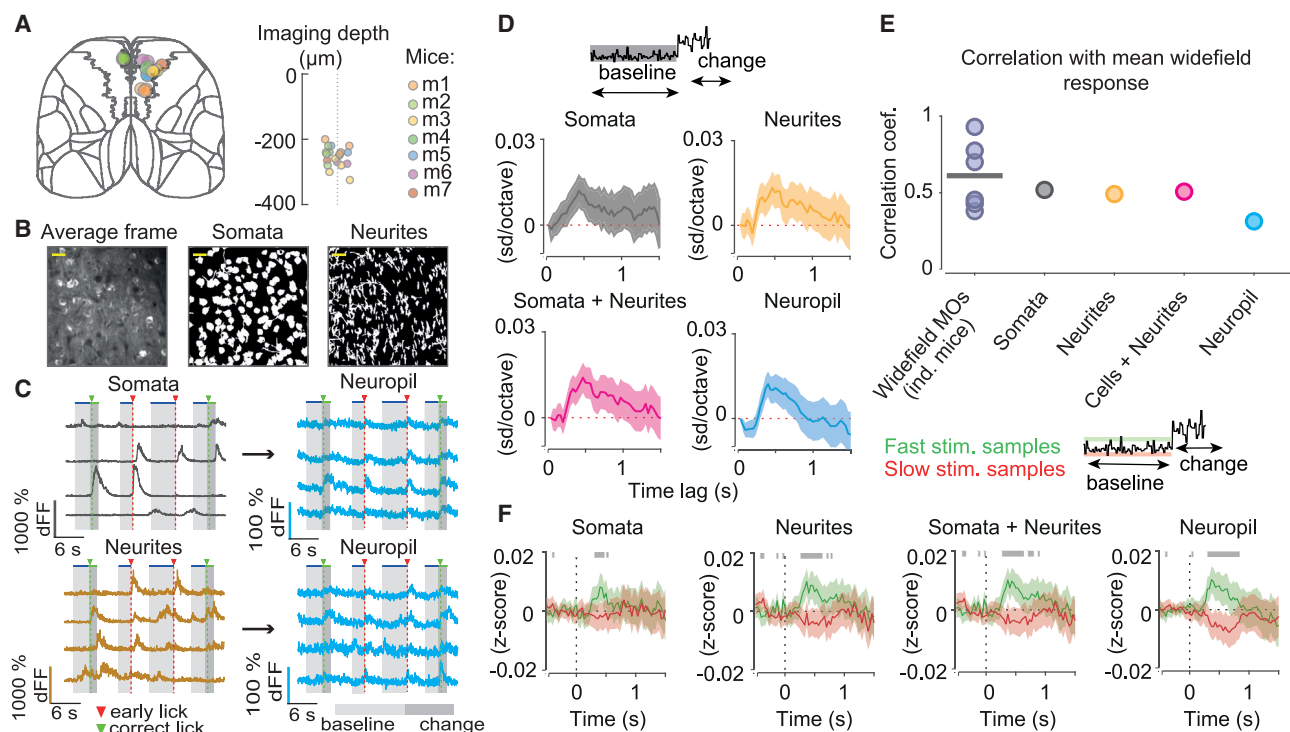 A
Imaging depth
(µm)
0
-200
-400
Mice:
m1
m2
m3
m4
m5
m6
m7
B
Average frame
Somata
Neurites
C
Somata
Neuropil
1000 %
dFF
6 s
100 %
dFF
Neurites
Neuropil
1000 %
dFF
6 s
100 %
dFF
early lick
correct lick
baseline
change
D
baseline
change
Somata
0.03
(sd/octave)
0
0
1
Neurites
0.03
(sd/octave)
0
0
1
Somata + Neurites
0.03
(sd/octave)
0
0
1
Neuropil
0.03
(sd/octave)
0
0
1
Time lag (s)
E
Correlation with mean widefield
response
Correlation coef.
1
0.5
0
Widefield MOs
(ind. mice)
Somata
Neurites
Cells + Neurites
Neuropil
Fast stim. samples
Slow stim. samples
baseline
change
F
Somata
0.02
(z-score)
0
-0.02
0
1
Time (s)
Neurites
0.02
(z-score)
0
-0.02
0
1
Time (s)
Somata + Neurites
0.02
(z-score)
0
-0.02
0
1
Time (s)
Neuropil
0.02
(z-score)
0
-0.02
0
1
Time (s)